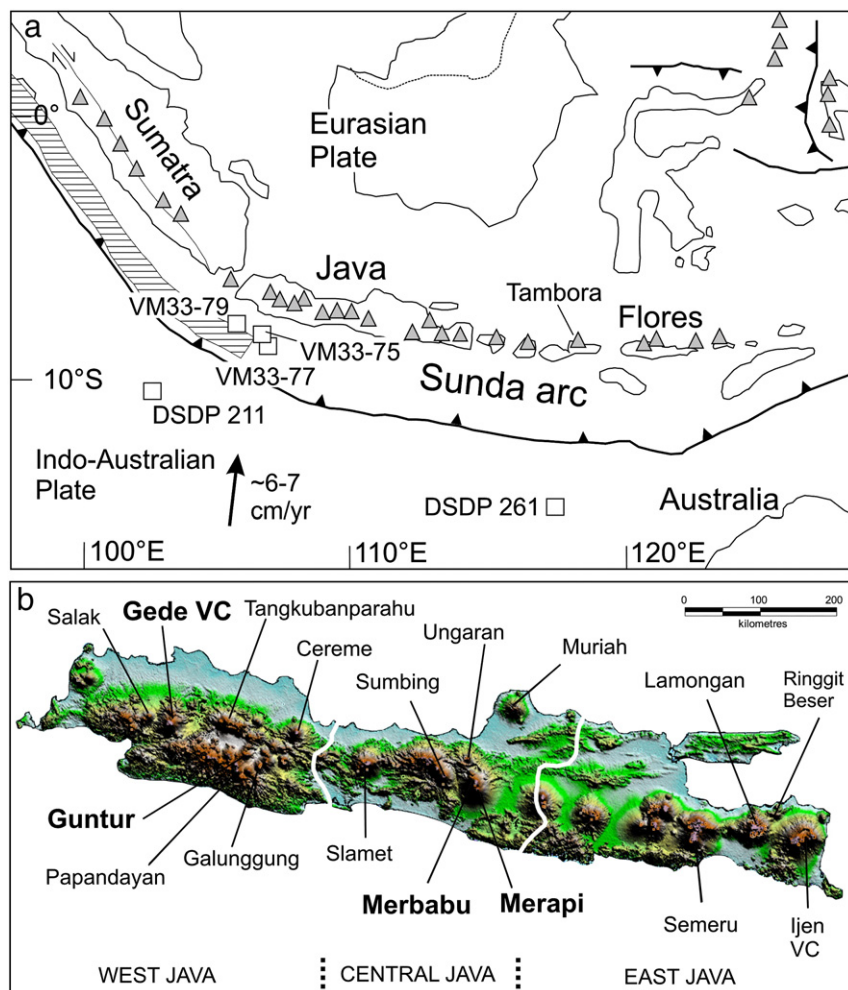 a
0°
Sumatra
Eurasian
Plate
Java
VM33-79
Tambora
Flores
VM33-75
VM33-77
Sunda arc
10°S
DSDP 211
Indo-Australian
Plate
~6-7
cm/yr
DSDP 261
Australia
100°E
110°E
120°E
b
0
100
200
kilometres
Salak
Gede VC
Tangkubanparahu
Cereme
Ungaran
Sumbing
Muriah
Lamongan
Ringgit
Beser
Guntur
Papandayan
Galunggung
Slamet
Merbabu
Merapi
Semeru
Ijen
VC
WEST JAVA
CENTRAL JAVA
EAST JAVA